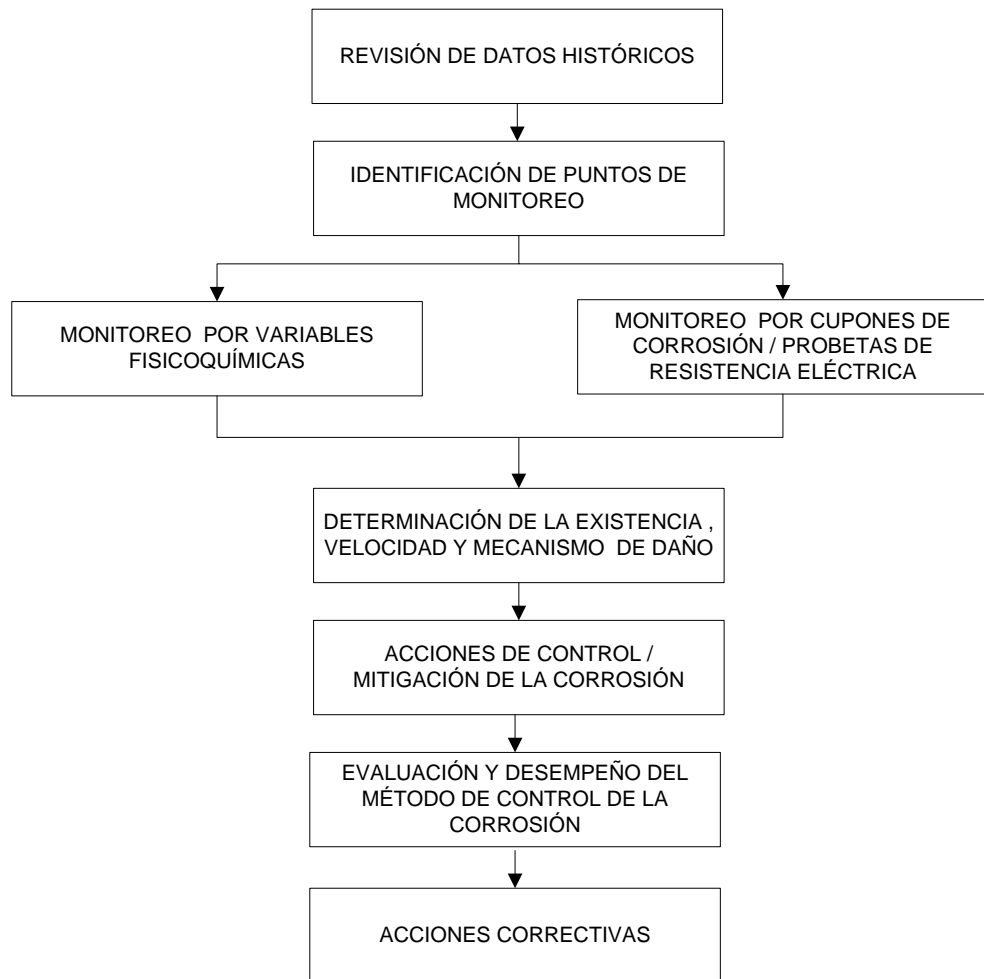 REVISIÓN DE DATOS HISTÓRICOS
IDENTIFICACIÓN DE PUNTOS DE
MONITOREO
MONITOREO POR VARIABLES
FISICOQUÍMICAS
MONITOREO POR CUPONES DE
CORROSIÓN / PROBETAS DE
RESISTENCIA ELÉCTRICA
DETERMINACIÓN DE LA EXISTENCIA ,
VELOCIDAD Y MECANISMO DE DAÑO
ACCIONES DE CONTROL /
MITIGACIÓN DE LA CORROSIÓN
EVALUACIÓN Y DESEMPEÑO DEL
MÉTODO DE CONTROL DE LA
CORROSIÓN
ACCIONES CORRECTIVAS